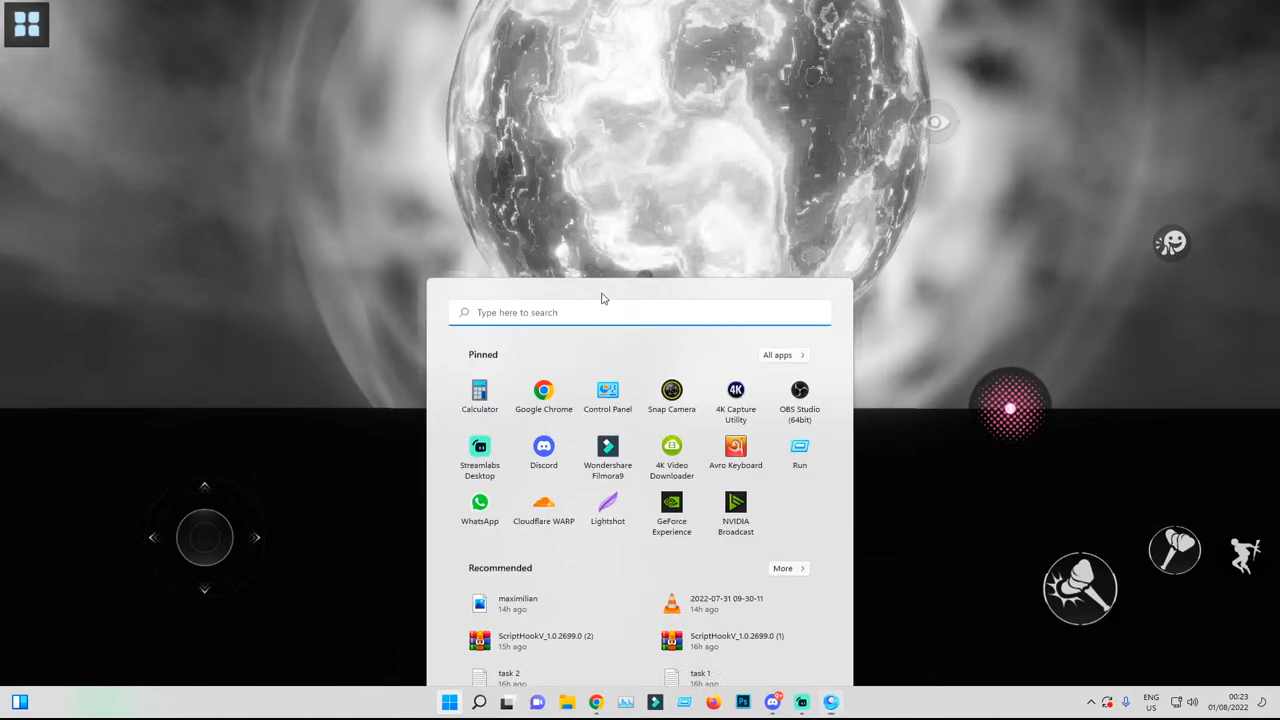 Type here to search
Pinned
All apps
Calculator
Google Chrome
Control Panel
Snap Camera
4K Capture
Utility
OBS Studio
(64bit)
Streamlabs
Desktop
Discord
Wondershare
Filmora9
4K Video
Downloader
Avro Keyboard
Run
WhatsApp
Cloudflare WARP
Lightshot
GeForce
Experience
NVIDIA
Broadcast
Recommended
More
maximilian
14h ago
2022-07-31 09-30-11
14h ago
ScriptHookV_1.0.2699.0 (2)
15h ago
ScriptHookV_1.0.2699.0 (1)
16h ago
task 2
16h ago
task 1
16h ago
ENG
US
00:23
01/08/2022